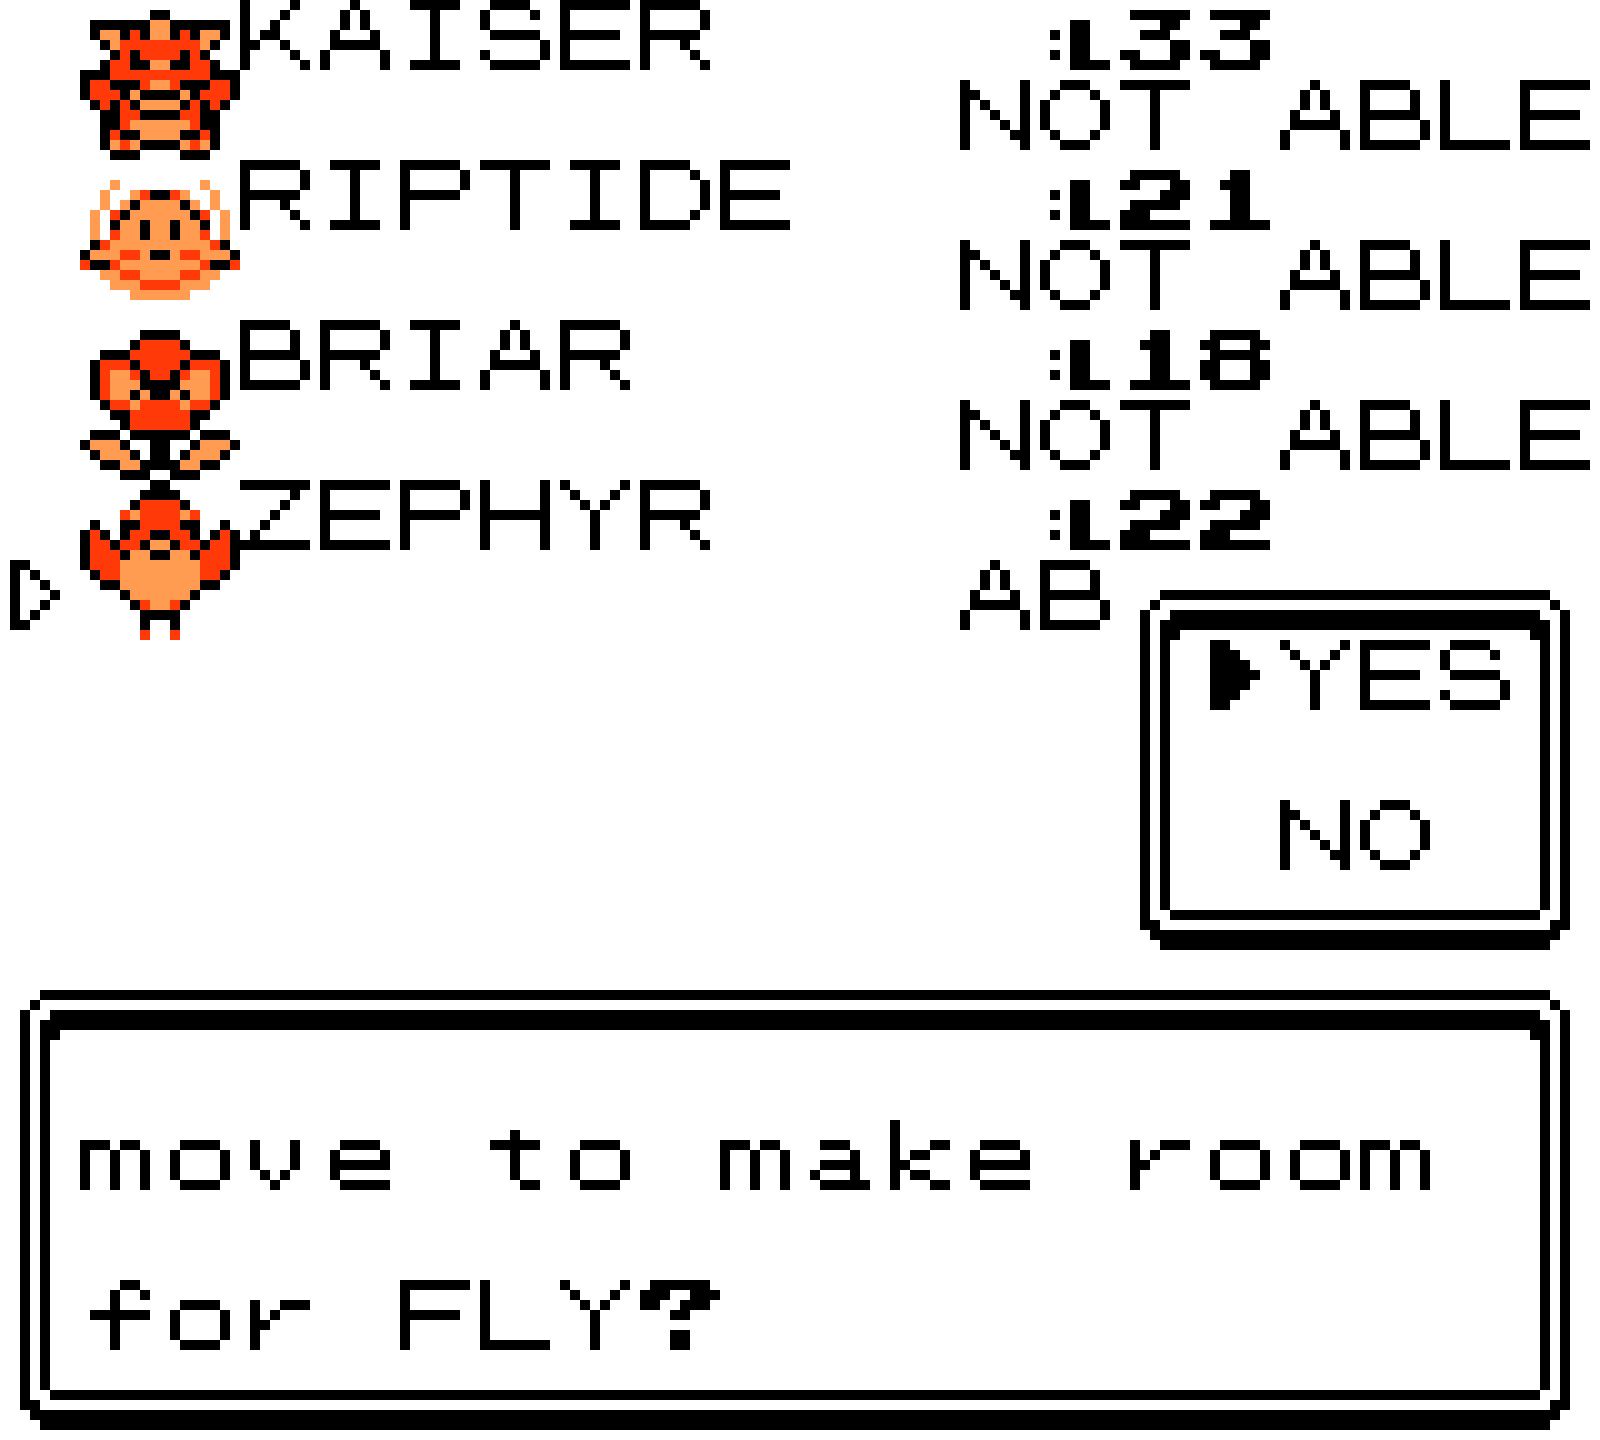 KAISER :L33
NOT ABLE
RIPTIDE :L21
NOT ABLE
BRIAR :L18
NOT ABLE
ZEPHYR :L22
AB
YES
NO
move to make room
for FLY?